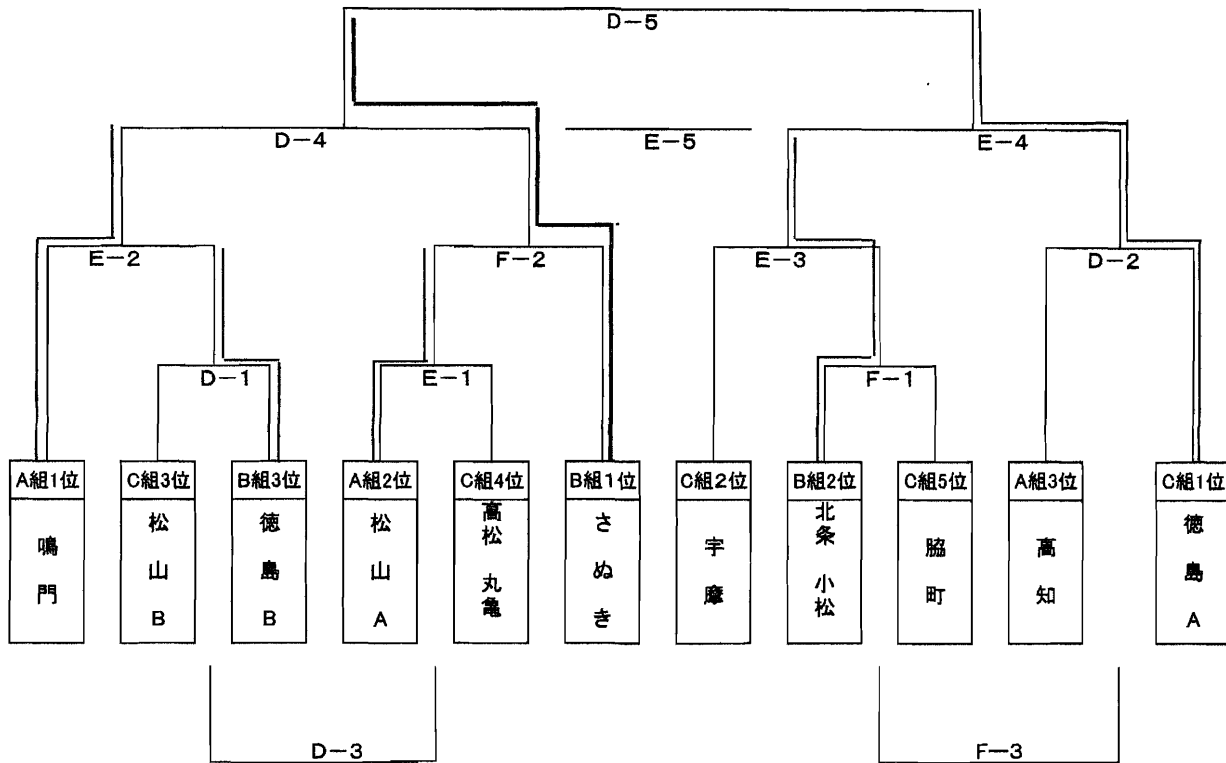 D-5
D-4
E-5
E-4
E-2
F-2
E-3
D-2
D-1
E-1
F-1
A組1位
C組3位
B組3位
A組2位
C組4位
B組1位
C組2位
B組2位
C組5位
A組3位
C組1位
鳴門
松山B
徳島B
松山A
高松丸亀
さぬき
宇摩
北条小松
脇町
高知
徳島A
D-3
F-3